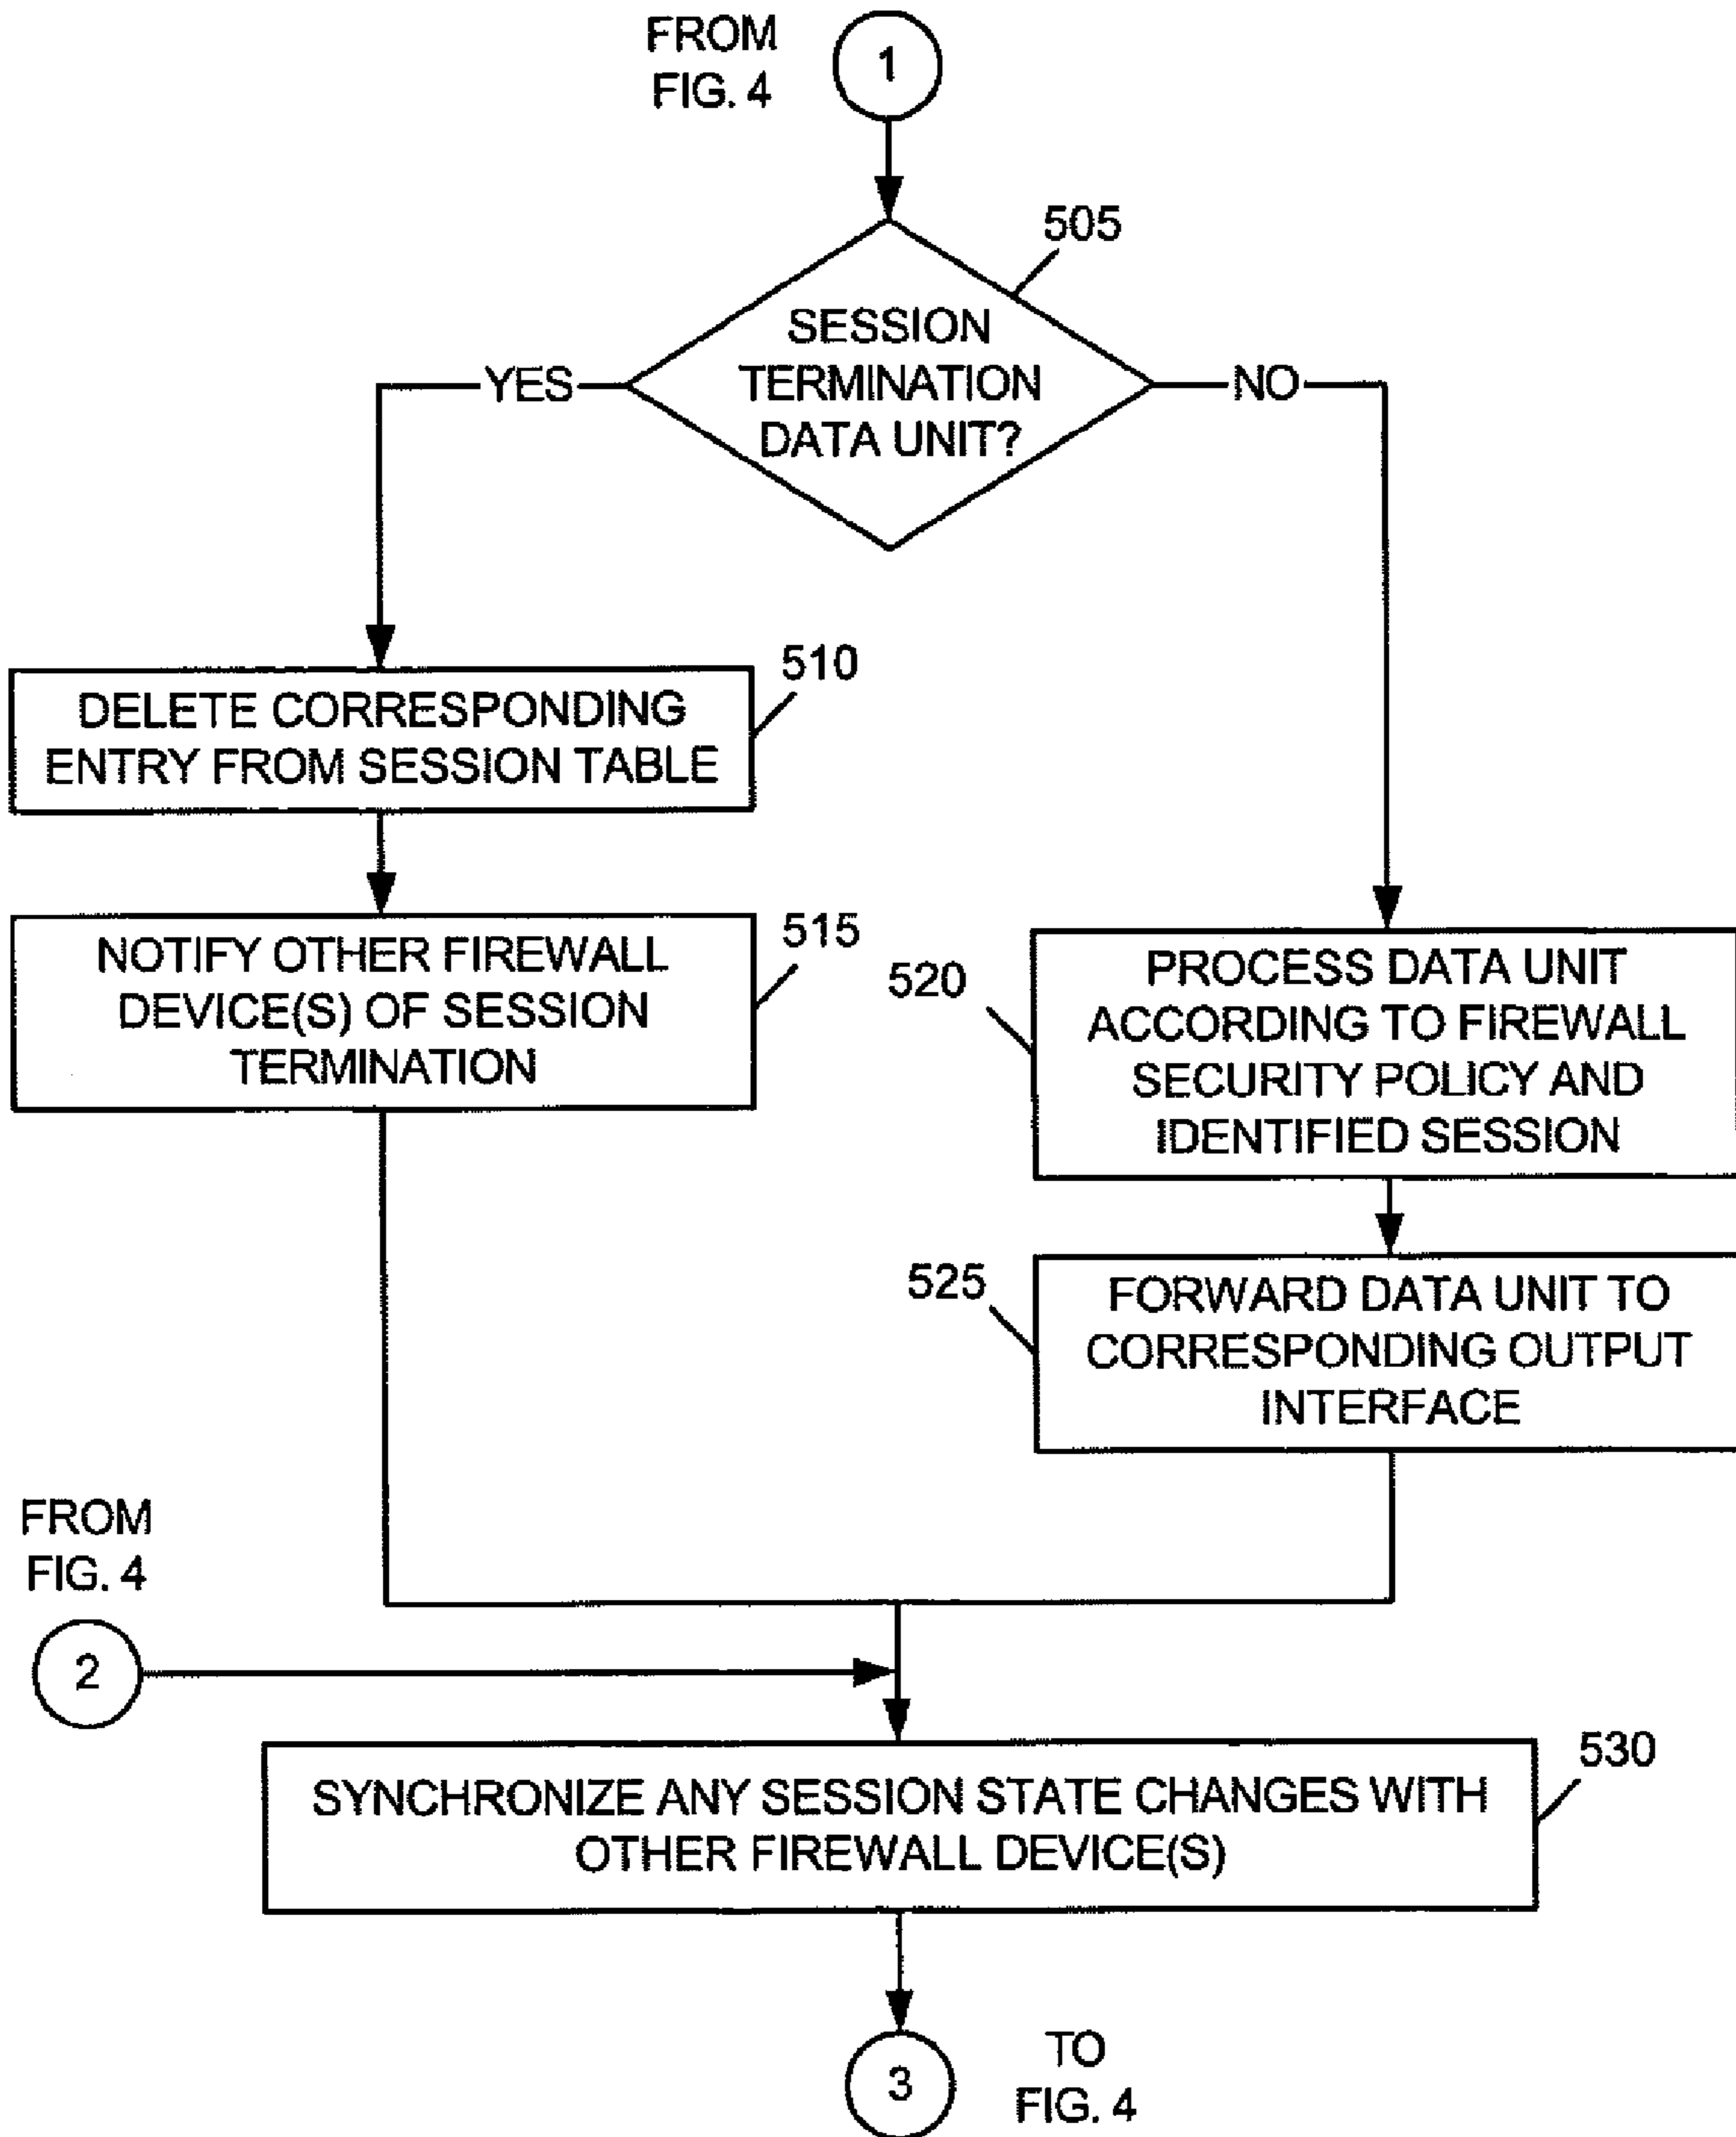 FROM
FIG. 4
1
505
SESSION
TERMINATION
DATA UNIT?
YES
NO
510
DELETE CORRESPONDING
ENTRY FROM SESSION TABLE
515
NOTIFY OTHER FIREWALL
DEVICE(S) OF SESSION
TERMINATION
520
PROCESS DATA UNIT
ACCORDING TO FIREWALL
SECURITY POLICY AND
IDENTIFIED SESSION
525
FORWARD DATA UNIT TO
CORRESPONDING OUTPUT
INTERFACE
FROM
FIG. 4
2
530
SYNCHRONIZE ANY SESSION STATE CHANGES WITH
OTHER FIREWALL DEVICE(S)
3
TO
FIG. 4